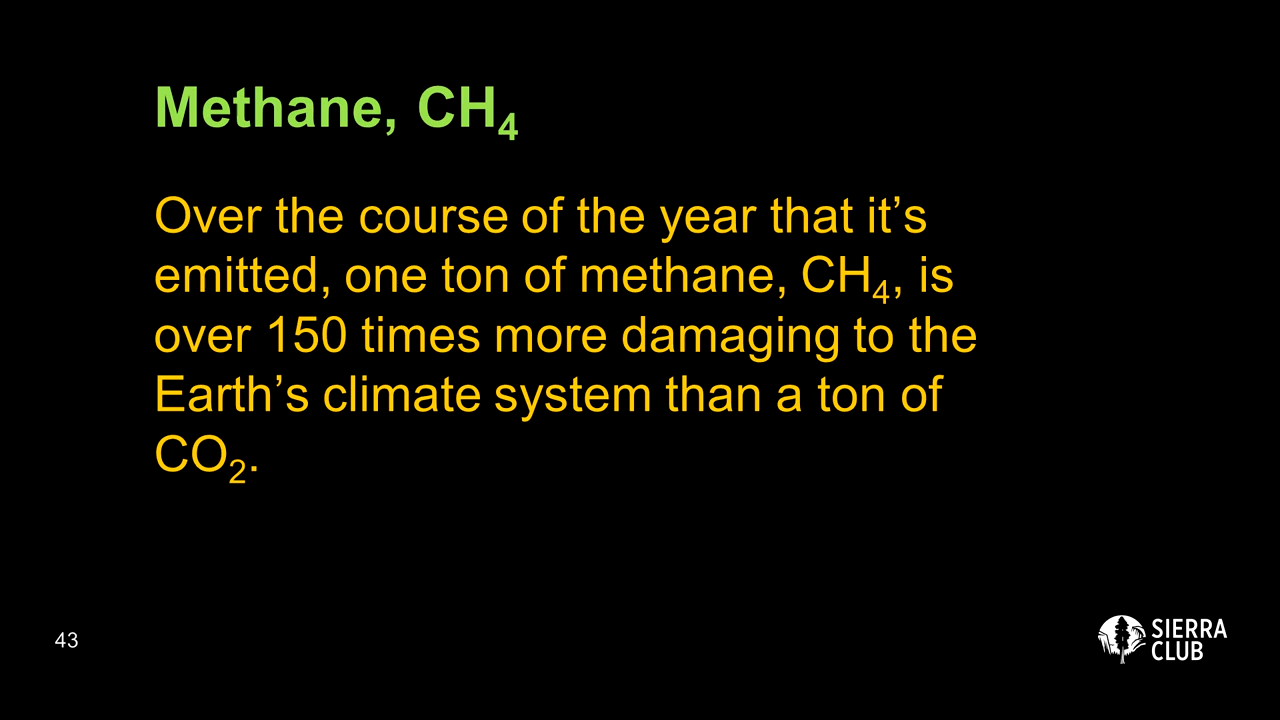 Methane, CH₄
Over the course of the year that it’s
emitted, one ton of methane, CH₄, is
over 150 times more damaging to the
Earth’s climate system than a ton of
CO₂.
43
SIERRA
CLUB